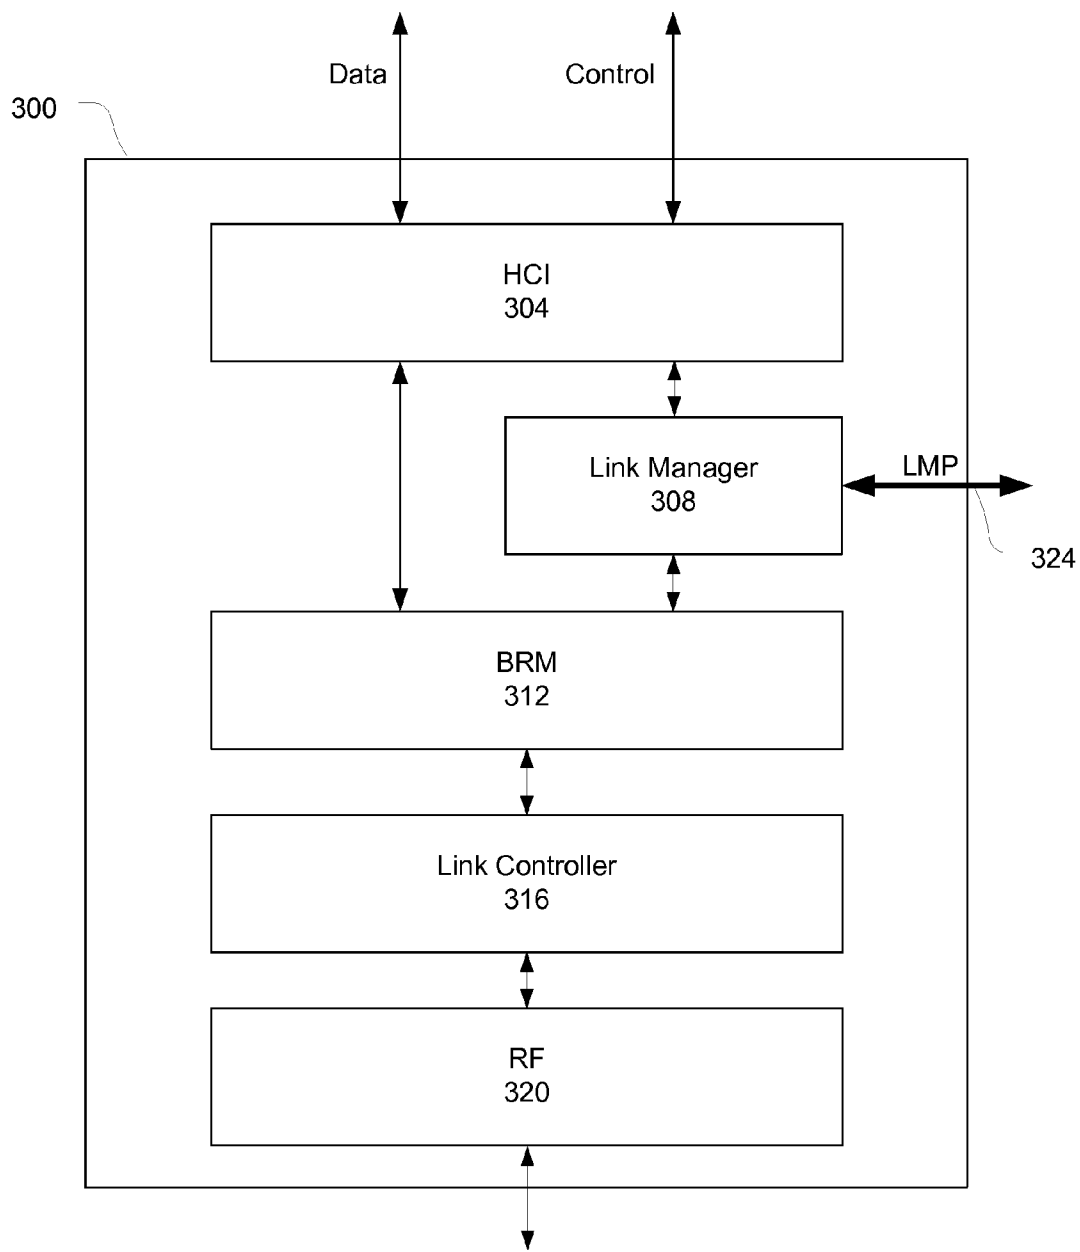 Data
Control
300
HCI
304
Link Manager
308
LMP
324
BRM
312
Link Controller
316
RF
320